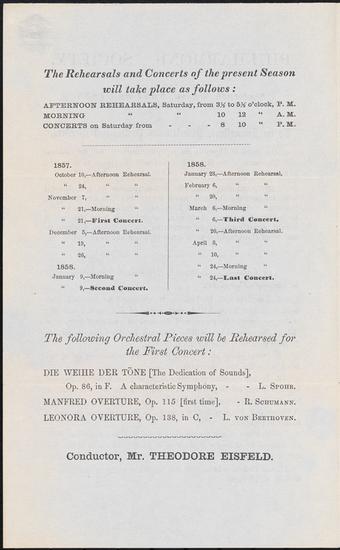 The Rehearsals and Concerts of the present Season
will take place as follows:
AFTERNOON REHEARSALS, Saturday, from 3½ to 5½ o'clock, P. M.
MORNING " " 10 12 " A. M.
CONCERTS on Saturday from - - - 8 10 " P. M.
1857.
October 10,—Afternoon Rehearsal.
" 24, " "
November 7, " "
" 21,—Morning "
" 21,—First Concert.
December 5,—Afternoon Rehearsal.
" 19, " "
" 26, " "
1858.
January 9,—Morning "
" 9,—Second Concert.
1858.
January 23,—Afternoon Rehearsal.
February 6, " "
" 20, " "
March 6,—Morning "
" 6,—Third Concert.
" 20,—Afternoon Rehearsal.
April 3, " "
" 10, " "
" 24,—Morning "
" 24,—Last Concert.
The following Orchestral Pieces will be Rehearsed for
the First Concert:
DIE WEIHE DER TÖNE [The Dedication of Sounds],
Op. 86, in F. A characteristic Symphony, - - L. Spohr.
MANFRED OVERTURE, Op. 115 [first time], - R. Schumann.
LEONORA OVERTURE, Op. 138, in C, - L. von Beethoven.
Conductor, Mr. THEODORE EISFELD.